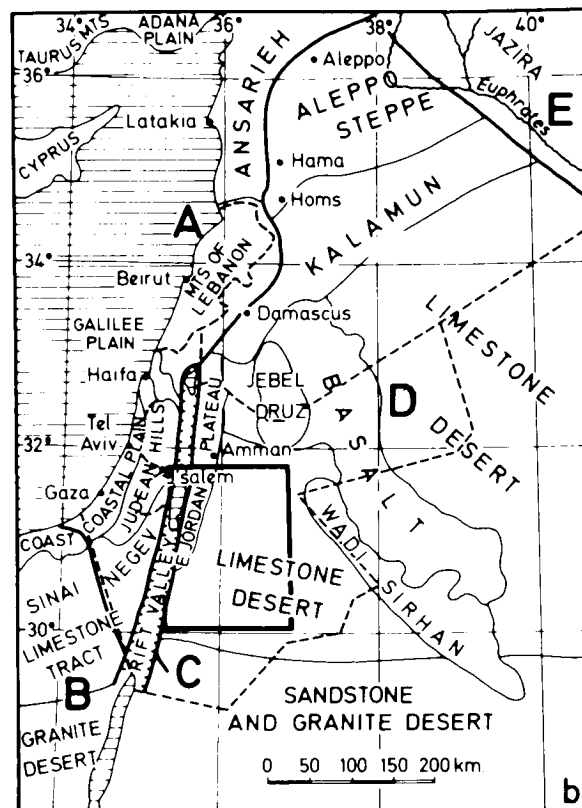 34°
36°
38°
40°
ADANA PLAIN
TAURUS MTS
36°
ANSARIEH
Aleppo
JAZIRA
Euphrates
E
ALEPPO STEPPE
Latakia
CYPRUS
Hama
Homs
A
KALAMUN
34°
MTS OF LEBANON
Beirut
Damascus
LIMESTONE DESERT
GALILEE PLAIN
Haifa
JEBEL DRUZ
BASALT
D
PLATEAU
32°
Tel Aviv
COASTAL PLAIN
JUDEAN HILLS
Amman
J'salem
Gaza
COAST
NEGEV
E JORDAN
RIFT VALLEY
LIMESTONE DESERT
WADI SIRHAN
SINAI LIMESTONE TRACT
30°
B
C
GRANITE DESERT
SANDSTONE AND GRANITE DESERT
0 50 100 150 200 km
b